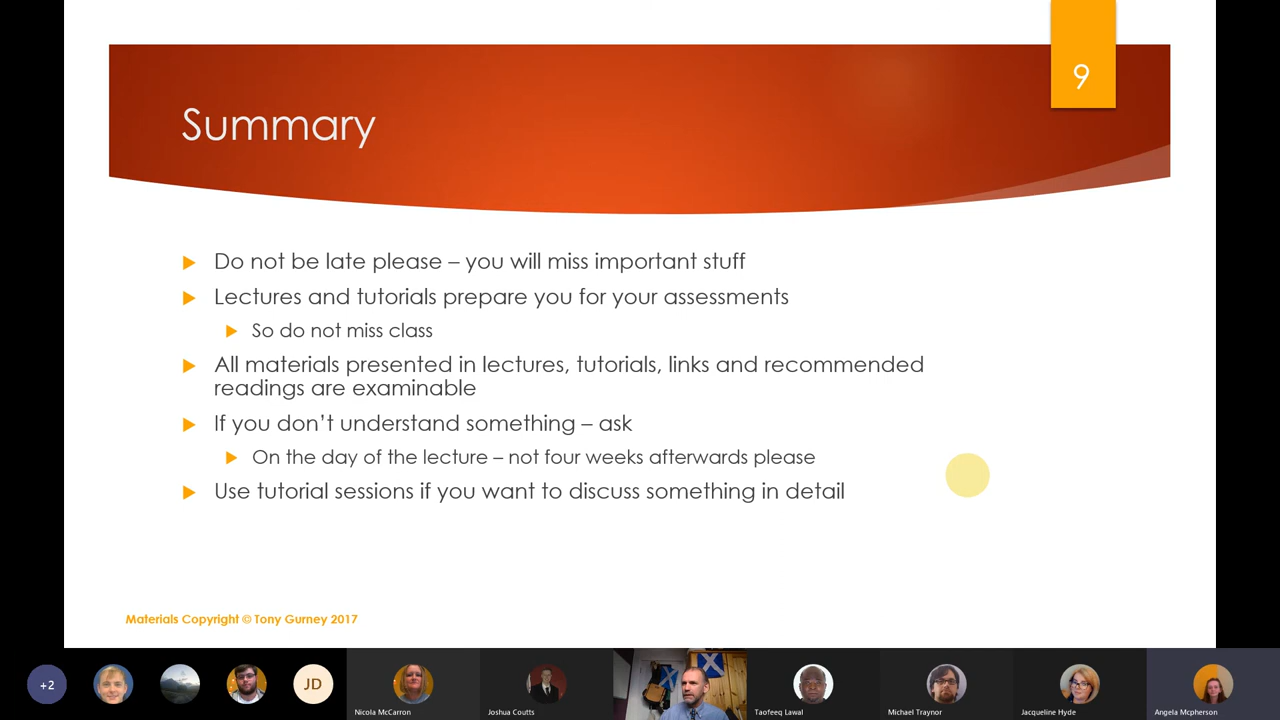 9
Summary
Do not be late please – you will miss important stuff
Lectures and tutorials prepare you for your assessments
So do not miss class
All materials presented in lectures, tutorials, links and recommended
readings are examinable
If you don’t understand something – ask
On the day of the lecture – not four weeks afterwards please
Use tutorial sessions if you want to discuss something in detail
Materials Copyright © Tony Gurney 2017
+2
JD
Nicola McCarron
Joshua Coutts
Taofeeq Lawal
Michael Traynor
Jacqueline Hyde
Angela Mcpherson